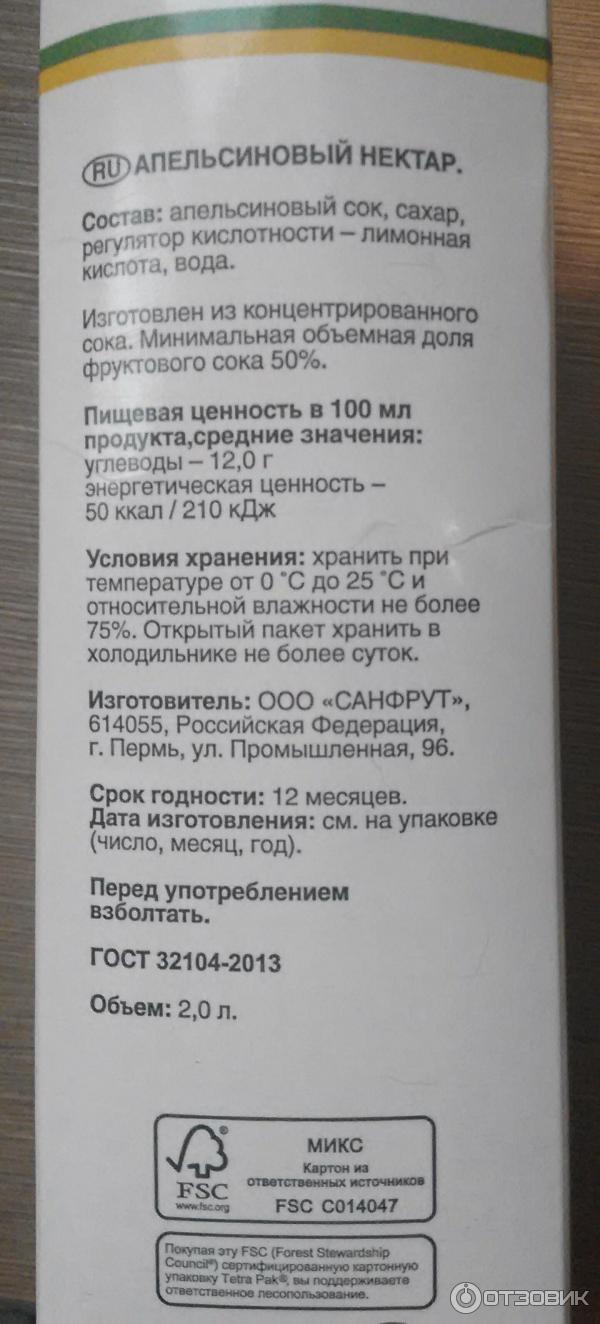 RU АПЕЛЬСИНОВЫЙ НЕКТАР.
Состав: апельсиновый сок, сахар,
регулятор кислотности – лимонная
кислота, вода.
Изготовлен из концентрированного
сока. Минимальная объемная доля
фруктового сока 50%.
Пищевая ценность в 100 мл
продукта,средние значения:
углеводы – 12,0 г
энергетическая ценность –
50 ккал / 210 кДж
Условия хранения: хранить при
температуре от 0 °С до 25 °С и
относительной влажности не более
75%. Открытый пакет хранить в
холодильнике не более суток.
Изготовитель: ООО «САНФРУТ»,
614055, Российская Федерация,
г. Пермь, ул. Промышленная, 96.
Срок годности: 12 месяцев.
Дата изготовления: см. на упаковке
(число, месяц, год).
Перед употреблением
взболтать.
ГОСТ 32104-2013
Объем: 2,0 л.
FSC
www.fsc.org
МИКС
Картон из
ответственных источников
FSC C014047
Покупая эту FSC (Forest Stewardship
Council®) сертифицированную картонную
упаковку Tetra Pak®, вы поддерживаете
ответственное лесопользование.
ОТЗОВИК